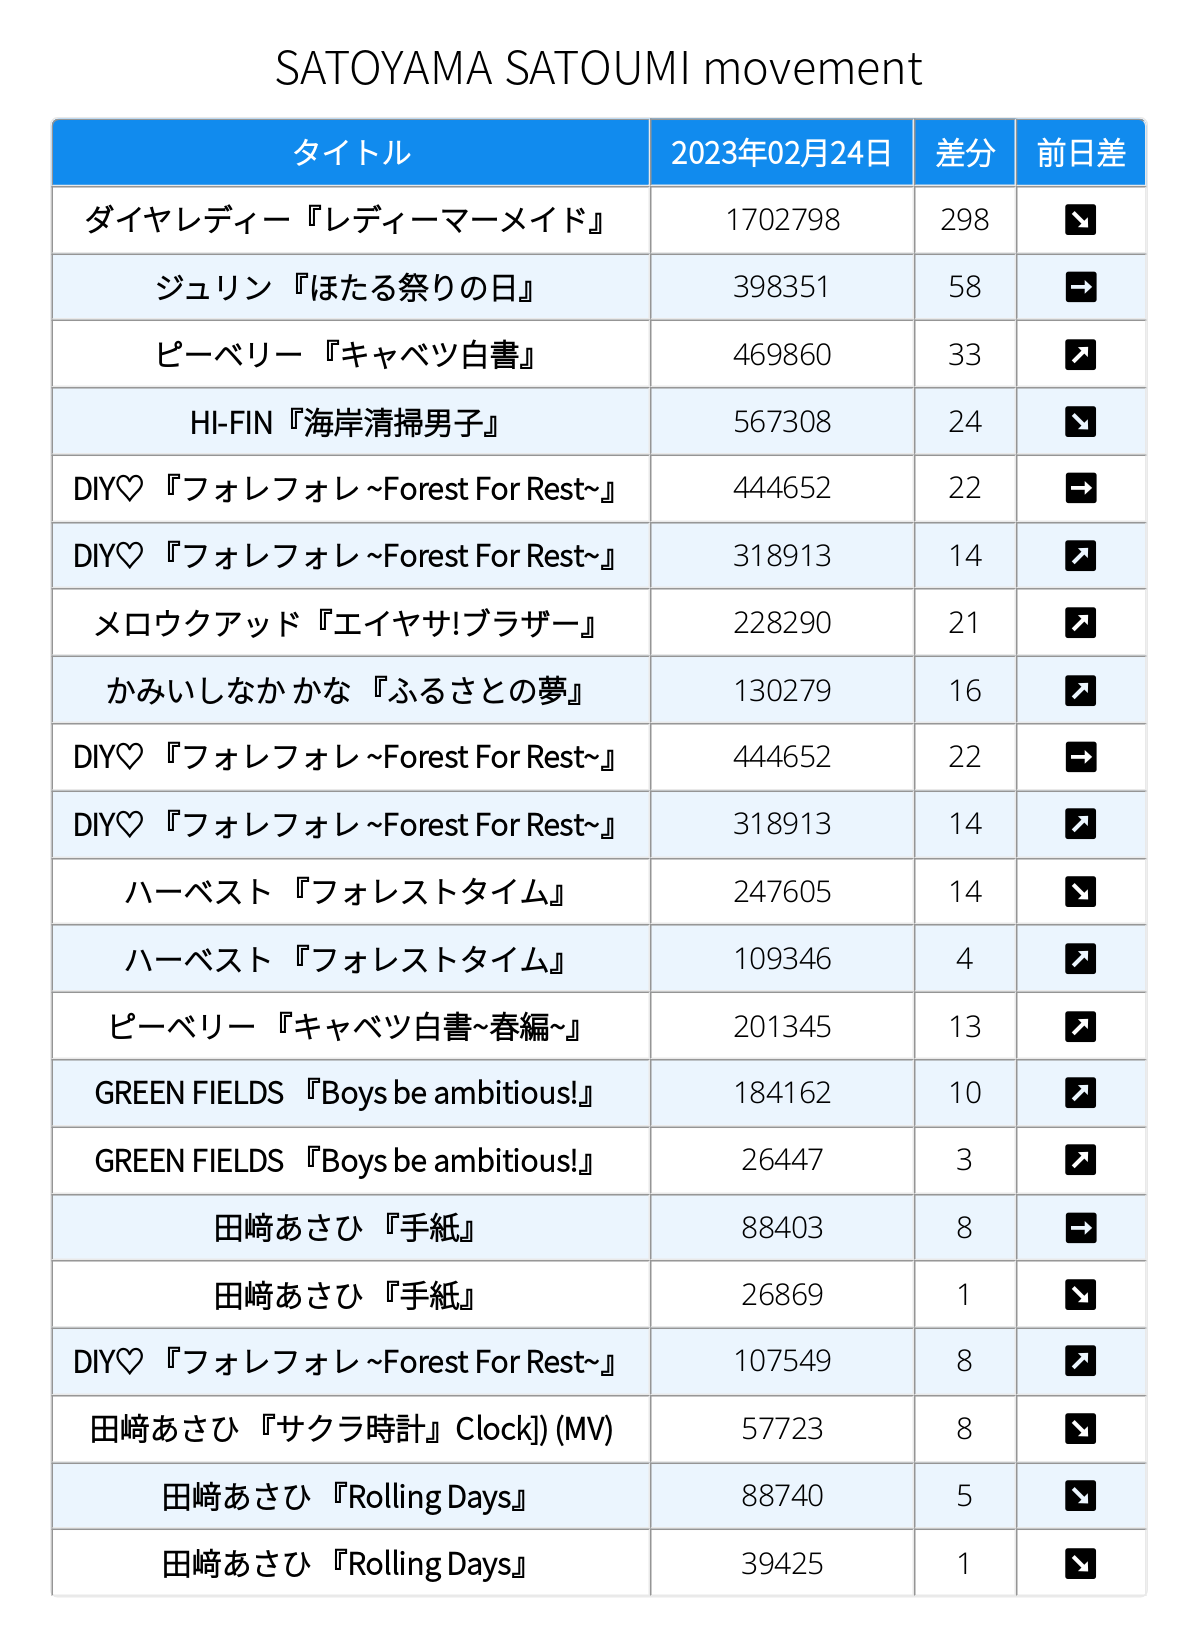 SATOYAMA SATOUMI movement
タイトル 2023年02月24日 差分 前日差
ダイヤレディー『レディーマーメイド』 1702798 298 ↘
ジュリン 『ほたる祭りの日』 398351 58 →
ピーベリー 『キャベツ白書』 469860 33 ↗
HI-FIN『海岸清掃男子』 567308 24 ↘
DIY♡ 『フォレフォレ ~Forest For Rest~』 444652 22 →
DIY♡ 『フォレフォレ ~Forest For Rest~』 318913 14 ↗
メロウクアッド『エイヤサ!ブラザー』 228290 21 ↗
かみいしなか かな 『ふるさとの夢』 130279 16 ↗
DIY♡ 『フォレフォレ ~Forest For Rest~』 444652 22 →
DIY♡ 『フォレフォレ ~Forest For Rest~』 318913 14 ↗
ハーベスト 『フォレストタイム』 247605 14 ↘
ハーベスト 『フォレストタイム』 109346 4 ↗
ピーベリー 『キャベツ白書~春編~』 201345 13 ↗
GREEN FIELDS 『Boys be ambitious!』 184162 10 ↗
GREEN FIELDS 『Boys be ambitious!』 26447 3 ↗
田﨑あさひ 『手紙』 88403 8 →
田﨑あさひ 『手紙』 26869 1 ↘
DIY♡ 『フォレフォレ ~Forest For Rest~』 107549 8 ↗
田﨑あさひ 『サクラ時計』Clock]) (MV) 57723 8 ↘
田﨑あさひ 『Rolling Days』 88740 5 ↘
田﨑あさひ 『Rolling Days』 39425 1 ↘